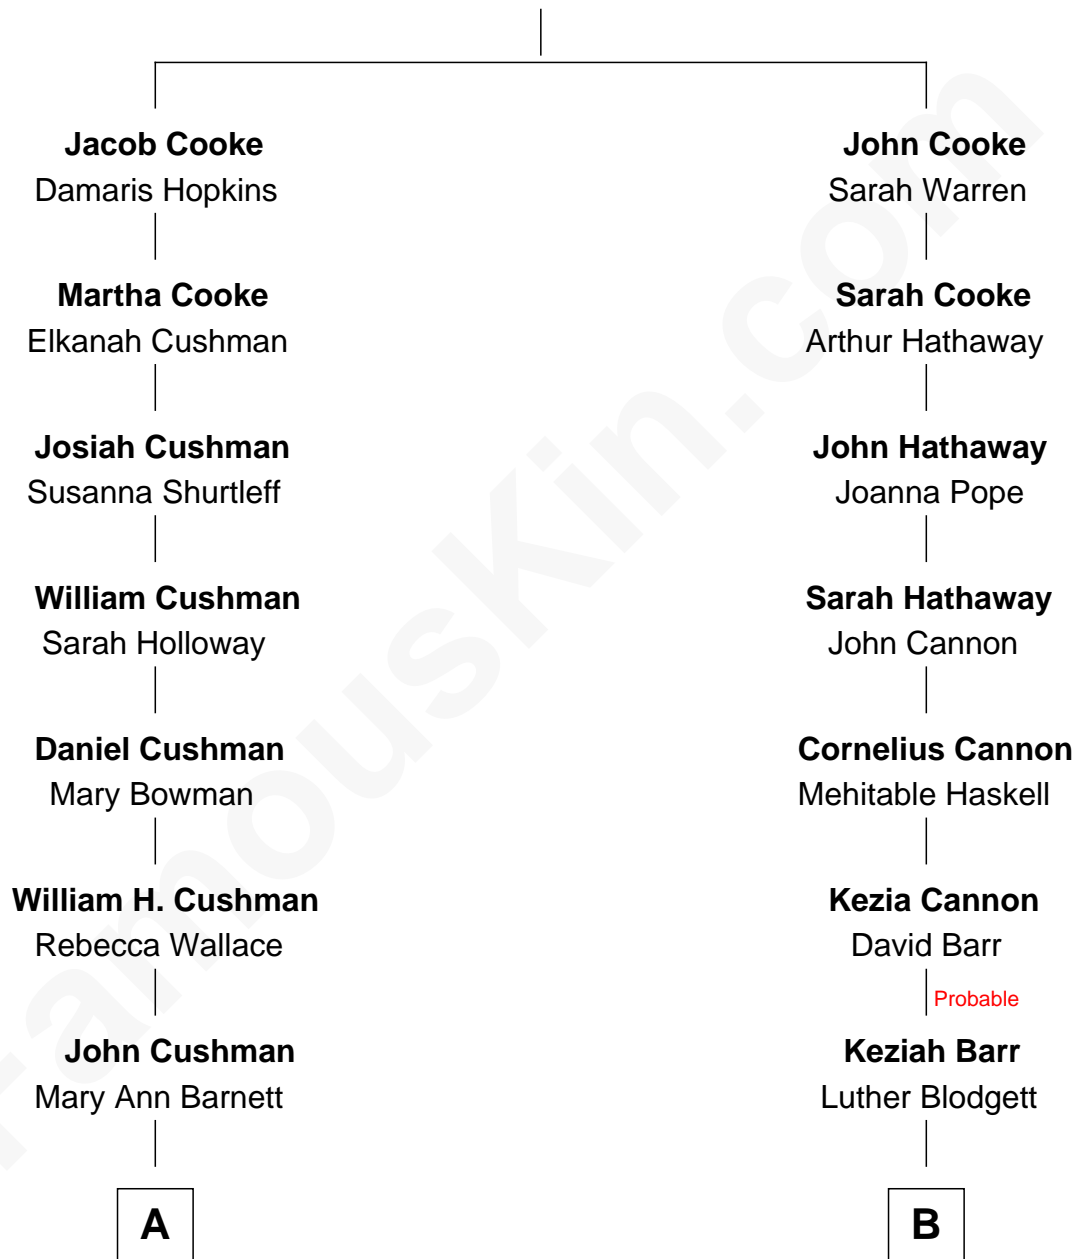 Jacob Cooke
Damaris Hopkins
Martha Cooke
Elkanah Cushman
Josiah Cushman
Susanna Shurtleff
William Cushman
Sarah Holloway
Daniel Cushman
Mary Bowman
William H. Cushman
Rebecca Wallace
John Cushman
Mary Ann Barnett
A
John Cooke
Sarah Warren
Sarah Cooke
Arthur Hathaway
John Hathaway
Joanna Pope
Sarah Hathaway
John Cannon
Cornelius Cannon
Mehitable Haskell
Kezia Cannon
David Barr
Probable
Keziah Barr
Luther Blodgett
B
FamousKin.com